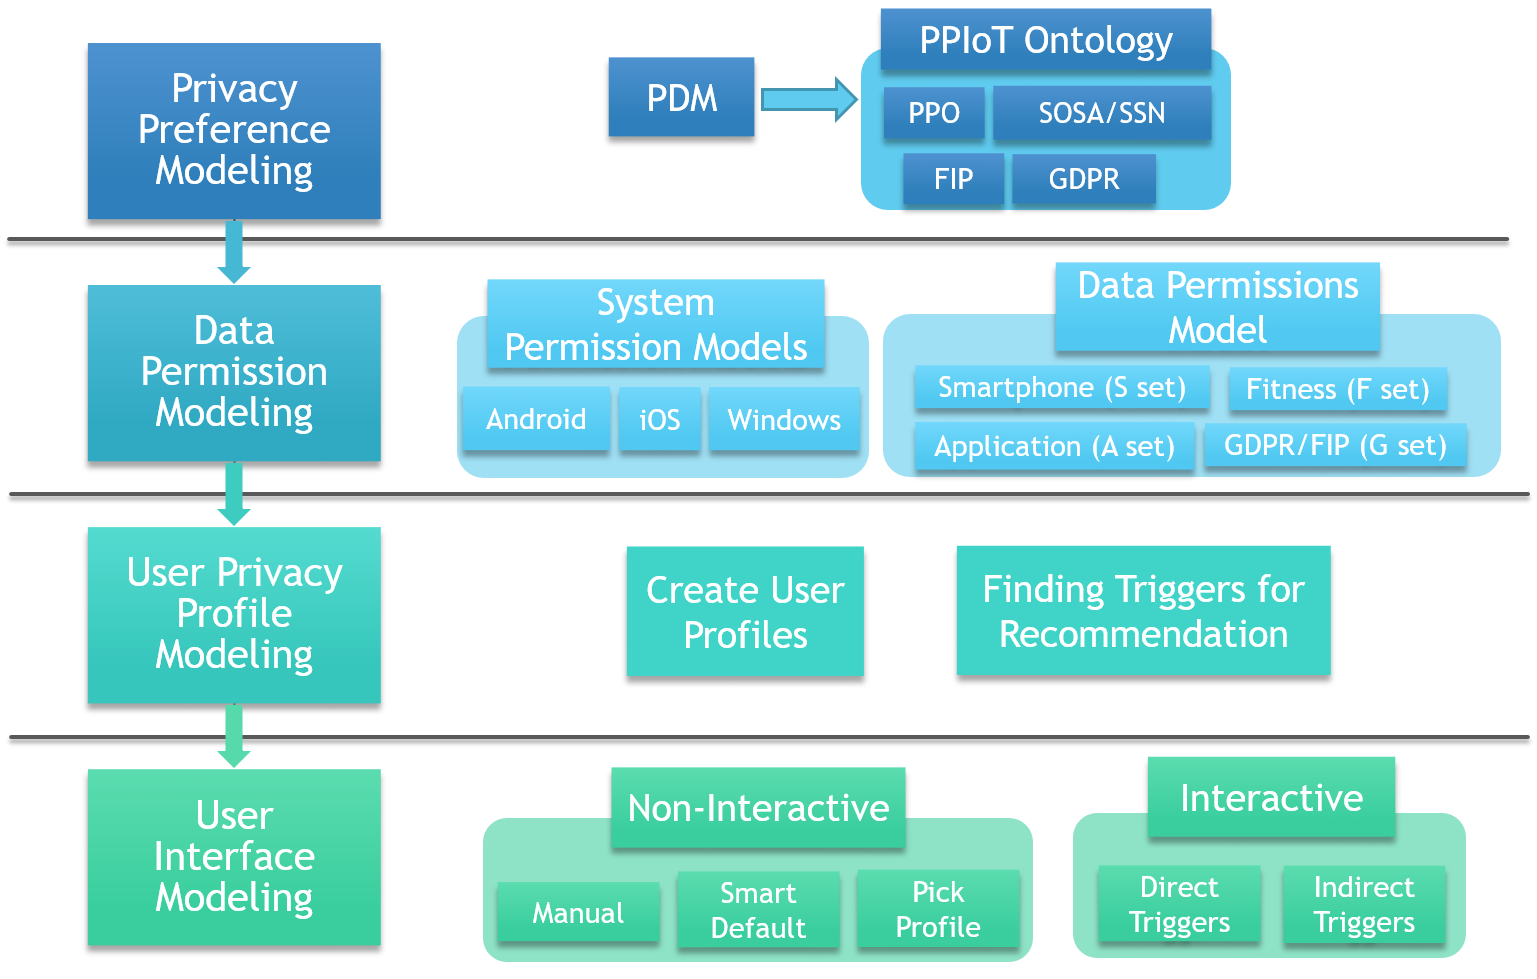 Privacy
Preference
Modeling
PDM
PPIoT Ontology
PPO
SOSA/SSN
FIP
GDPR
Data
Permission
Modeling
System
Permission Models
Android
iOS
Windows
Data Permissions
Model
Smartphone (S set)
Fitness (F set)
Application (A set)
GDPR/FIP (G set)
User Privacy
Profile
Modeling
Create User
Profiles
Finding Triggers for
Recommendation
User
Interface
Modeling
Non-Interactive
Manual
Smart
Default
Pick
Profile
Interactive
Direct
Triggers
Indirect
Triggers